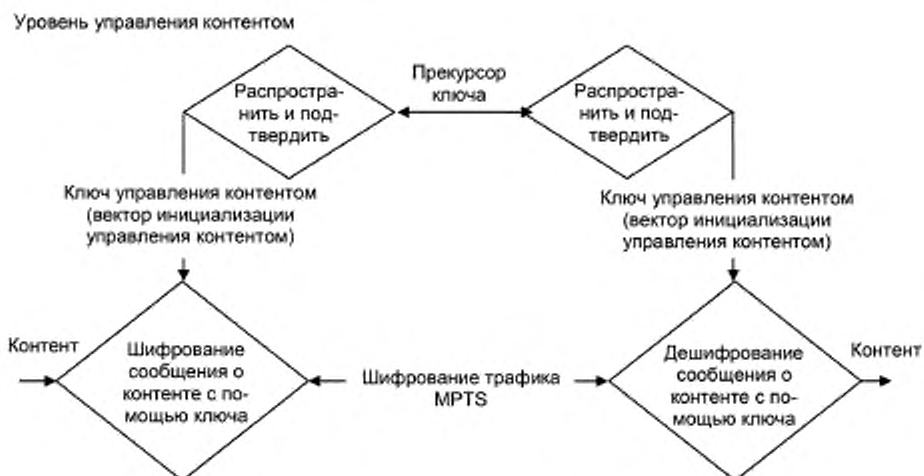 Уровень управления контентом
Распростра-
нить и под-
твердить
Прекурсор
ключа
Распростра-
нить и под-
твердить
Ключ управления контентом
(вектор инициализации
управления контентом)
Ключ управления контентом
(вектор инициализации
управления контентом)
Контент
Шифрование
сообщения о
контенте с по-
мощью ключа
Шифрование трафика
MPTS
Дешифрование
сообщения о
контенте с по-
мощью ключа
Контент